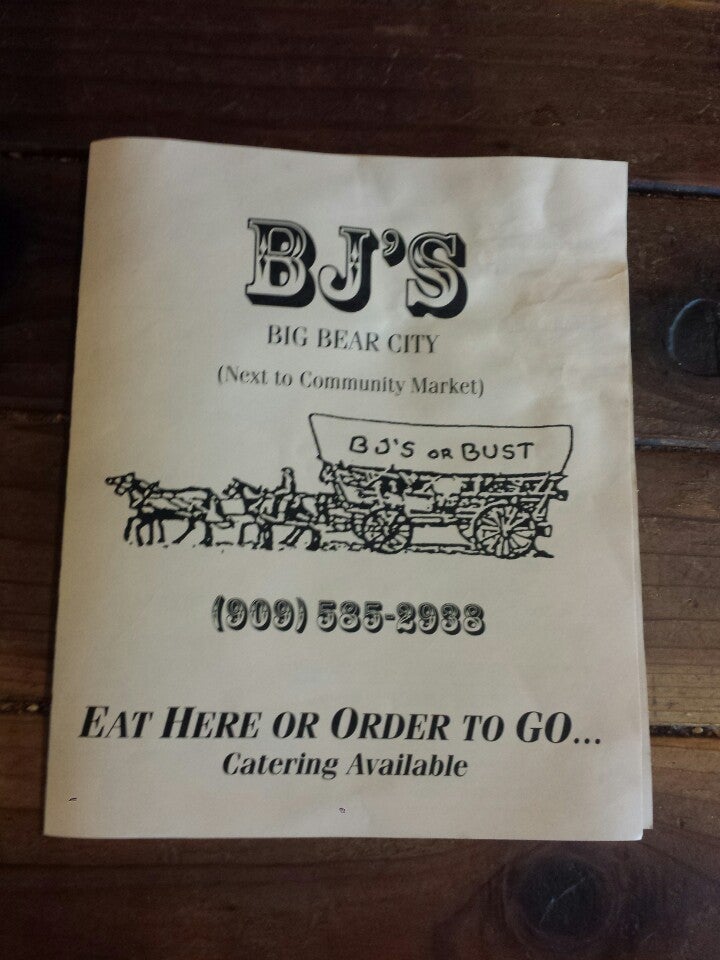 BJ'S
BIG BEAR CITY
(Next to Community Market)
BJ'S OR BUST
(909) 585-2938
EAT HERE OR ORDER TO GO...
Catering Available